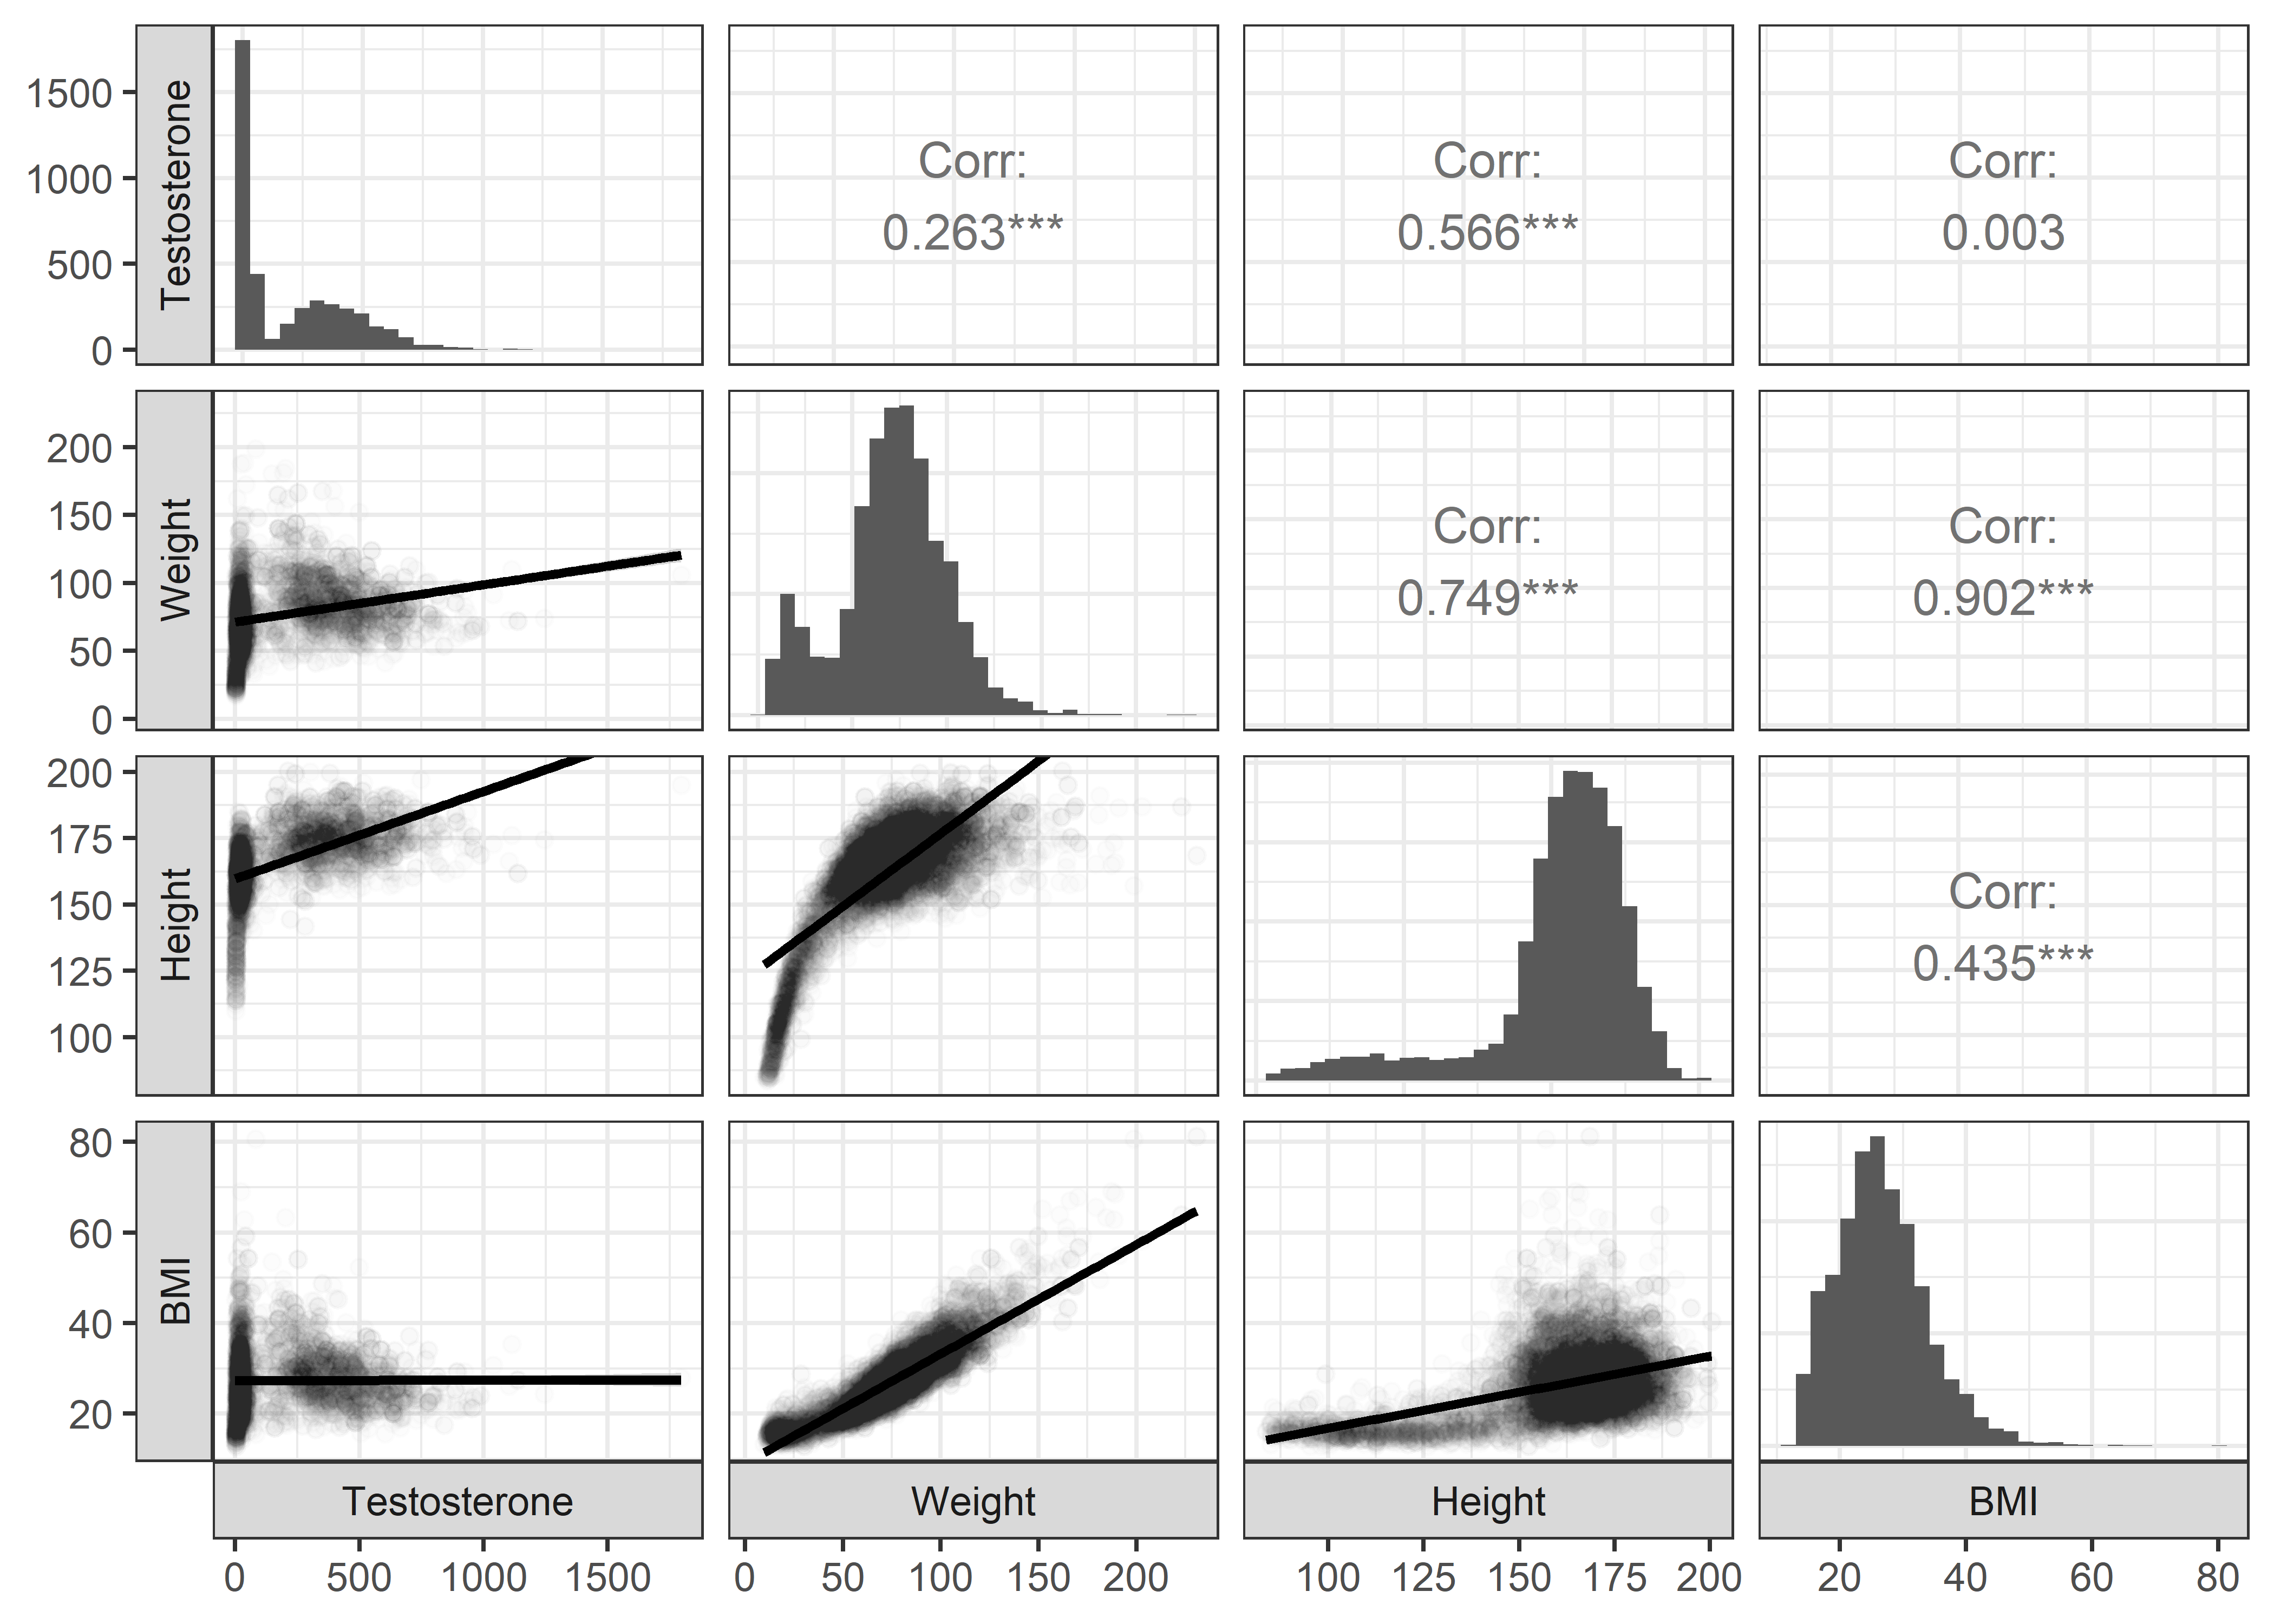 Testosterone
1500
1000
500
0
Corr:
0.263***
Corr:
0.566***
Corr:
0.003
Weight
200
150
100
50
0
Corr:
0.749***
Corr:
0.902***
Height
200
175
150
125
100
Corr:
0.435***
BMI
80
60
40
20
Testosterone Weight Height BMI
0 500 1000 1500 0 50 100 150 200 100 125 150 175 200 20 40 60 80